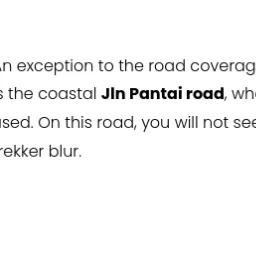 An exception to the road coverag
s the coastal Jln Pantai road, wh
used. On this road, you will not see
rekker blur.